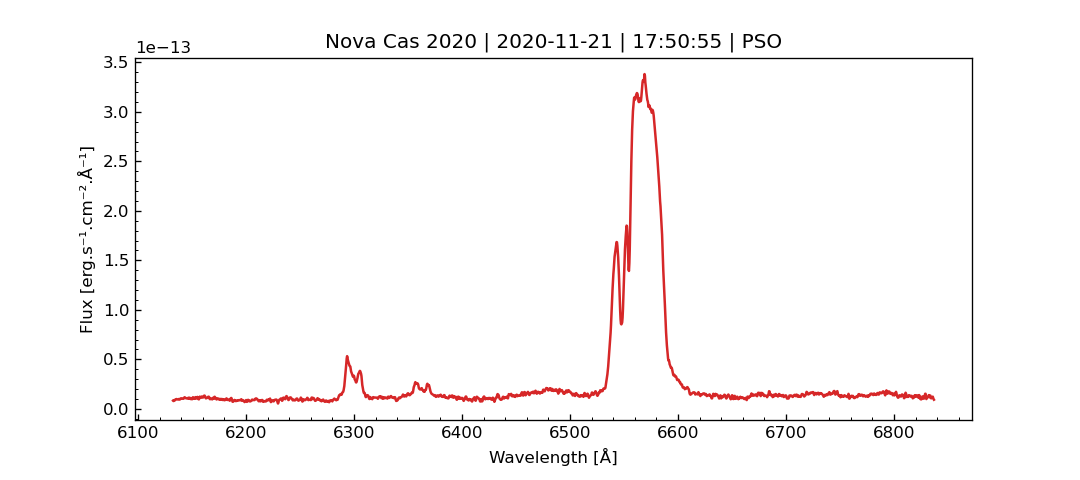 Nova Cas 2020 | 2020-11-21 | 17:50:55 | PSO
1e−13
3.5
3.0
2.5
2.0
1.5
1.0
0.5
0.0
Flux [erg.s⁻¹.cm⁻².Å⁻¹]
6100 6200 6300 6400 6500 6600 6700 6800
Wavelength [Å]